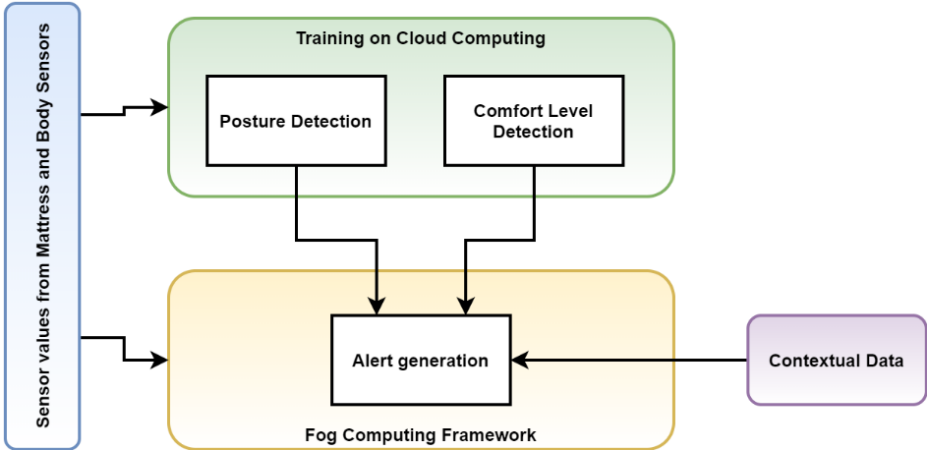 Sensor values from Mattress and Body Sensors
Training on Cloud Computing
Posture Detection
Comfort Level
Detection
Alert generation
Contextual Data
Fog Computing Framework